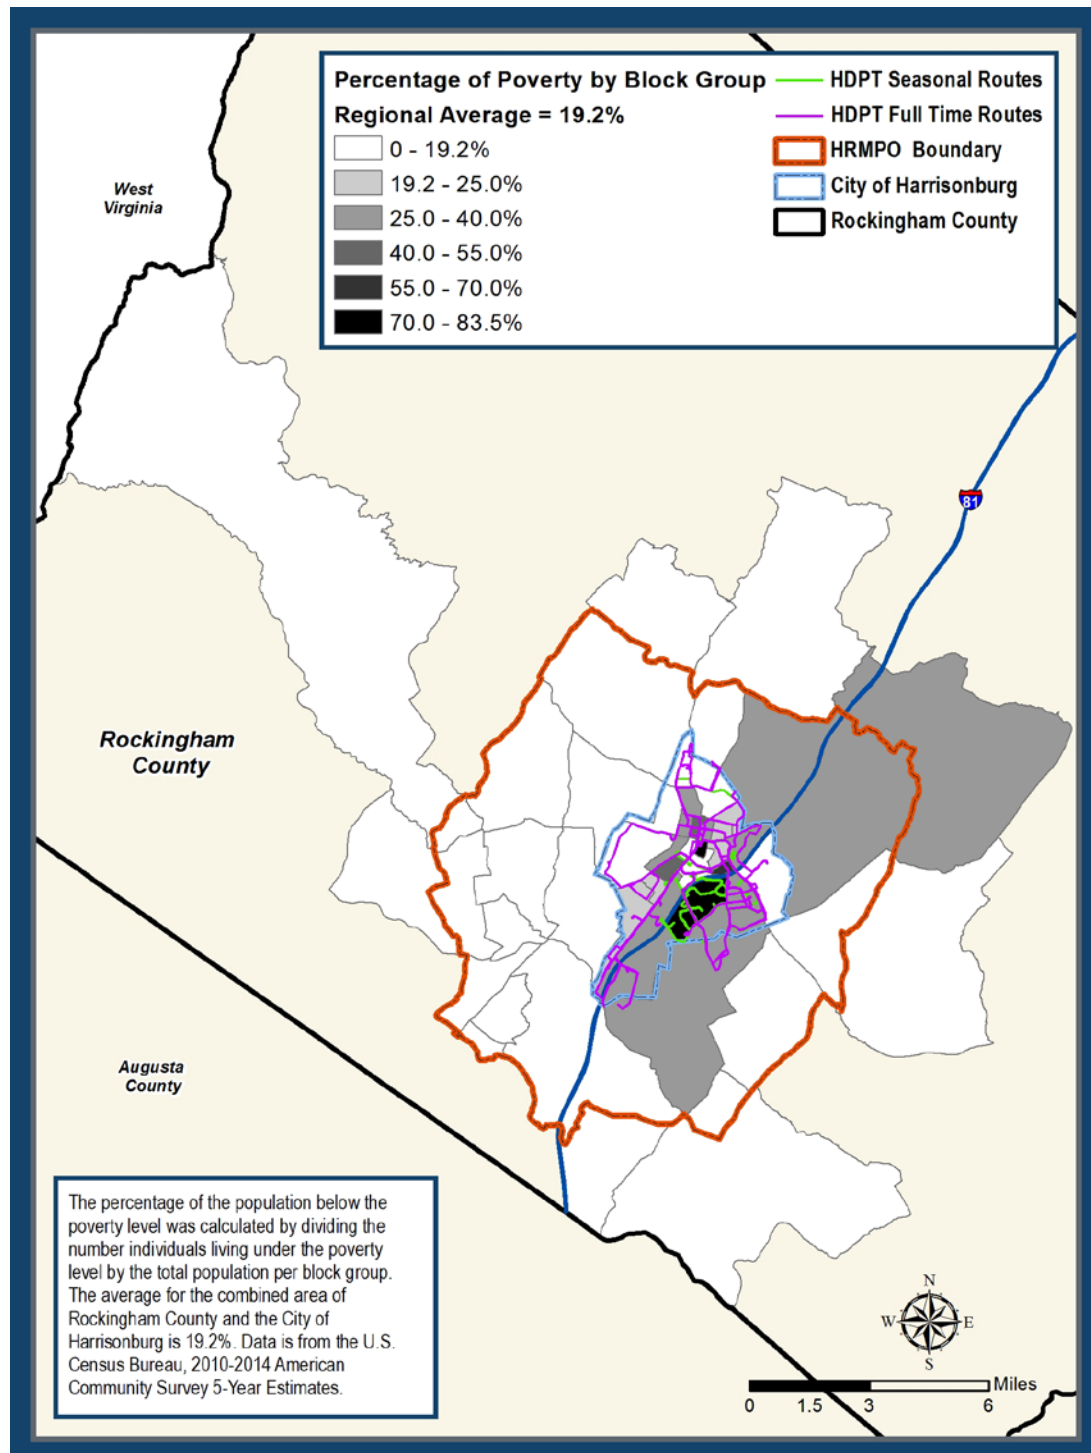 Percentage of Poverty by Block Group
Regional Average = 19.2%
0 - 19.2%
19.2 - 25.0%
25.0 - 40.0%
40.0 - 55.0%
55.0 - 70.0%
70.0 - 83.5%
HDPT Seasonal Routes
HDPT Full Time Routes
HRMPO Boundary
City of Harrisonburg
Rockingham County
West
Virginia
81
Rockingham
County
Augusta
County
The percentage of the population below the
poverty level was calculated by dividing the
number individuals living under the poverty
level by the total population per block group.
The average for the combined area of
Rockingham County and the City of
Harrisonburg is 19.2%. Data is from the U.S.
Census Bureau, 2010-2014 American
Community Survey 5-Year Estimates.
N
W
E
S
Miles
0 1.5 3 6